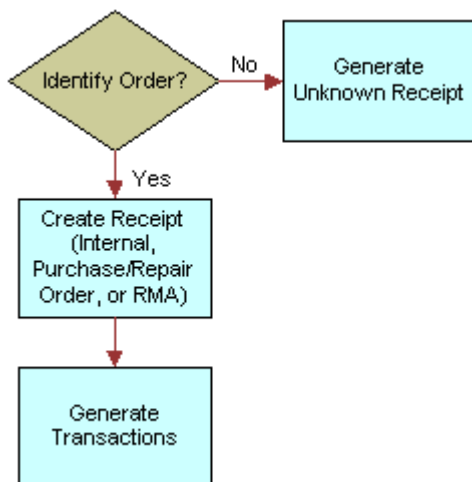 Identify Order?
No
Generate
Unknown Receipt
Yes
Create Receipt
(Internal,
Purchase/Repair
Order, or RMA)
Generate
Transactions